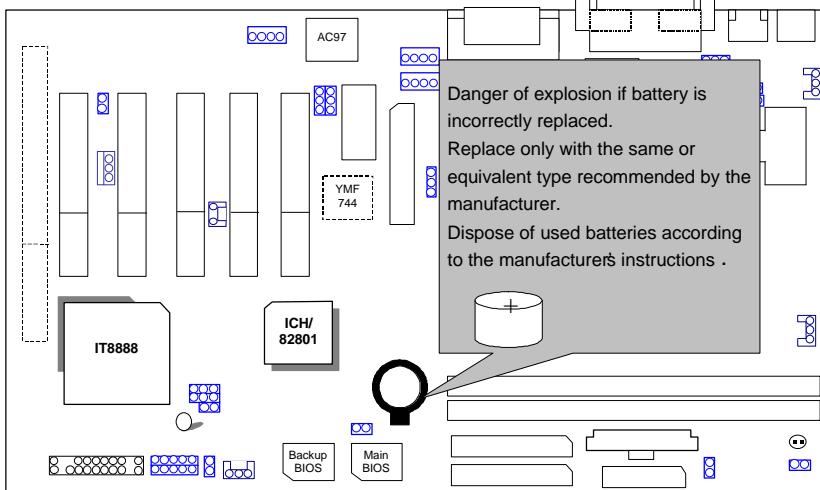 AC97
Danger of explosion if battery is
incorrectly replaced.
Replace only with the same or
equivalent type recommended by the
manufacturer.
Dispose of used batteries according
to the manufacturer's instructions .
YMF
744
IT8888
ICH/
82801
Backup
BIOS
Main
BIOS